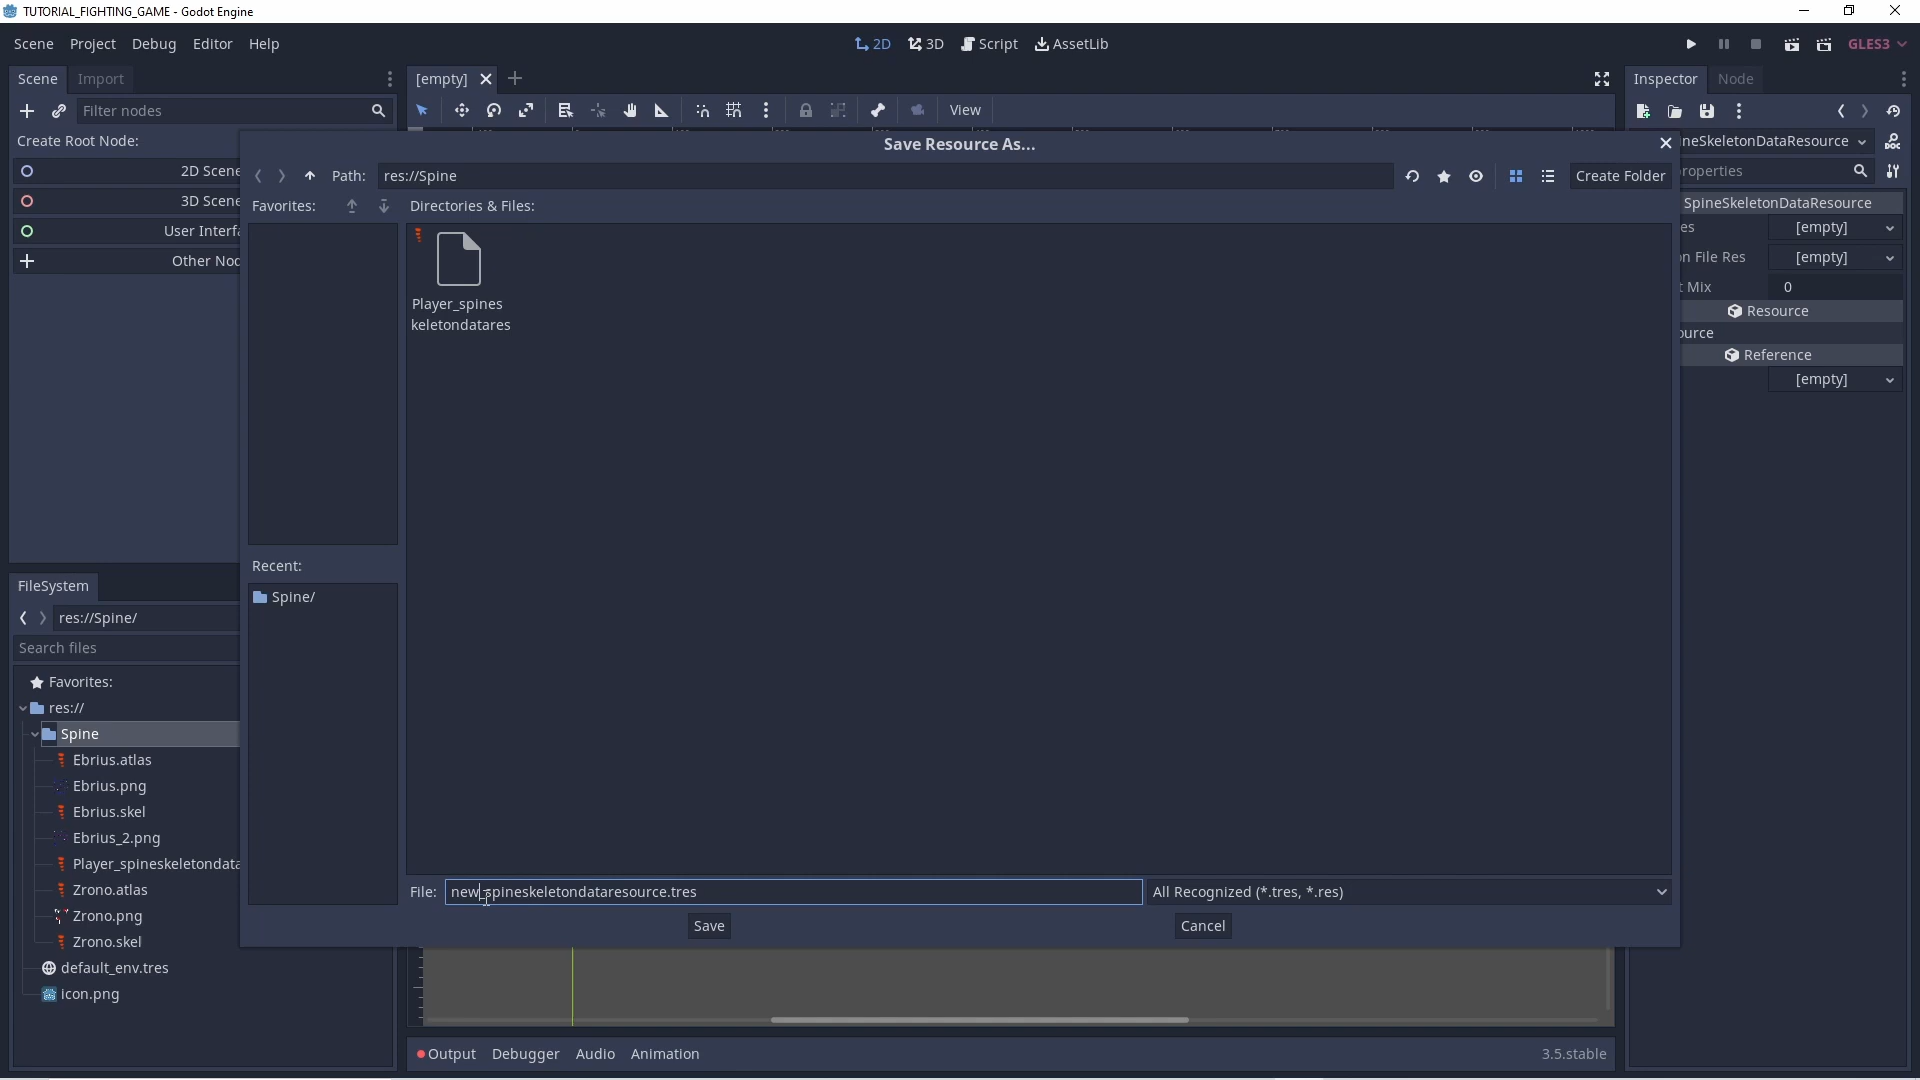 TUTORIAL_FIGHTING_GAME - Godot Engine
Scene Project Debug Editor Help
2D 3D Script AssetLib
GLES3
Scene Import
[empty]
Inspector Node
Filter nodes
View
Create Root Node:
2D Scene
3D Scene
User Interfa
Other Nod
Save Resource As...
Path: res://Spine
Create Folder
Favorites:
Directories & Files:
Player_spines
keletondatares
Recent:
Spine/
File: new_spineskeletondataresource.tres
All Recognized (*.tres, *.res)
Save
Cancel
ineSkeletonDataResource
roperties
SpineSkeletonDataResource
es [empty]
n File Res [empty]
t Mix 0
Resource
ource
Reference
[empty]
FileSystem
res://Spine/
Search files
Favorites:
res://
Spine
Ebrius.atlas
Ebrius.png
Ebrius.skel
Ebrius_2.png
Player_spineskeletondata
Zrono.atlas
Zrono.png
Zrono.skel
default_env.tres
icon.png
Output Debugger Audio Animation
3.5.stable